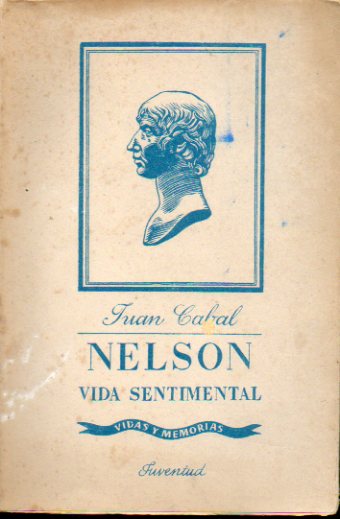 Juan Cabal
NELSON
VIDA SENTIMENTAL
VIDAS Y MEMORIAS
Juventud